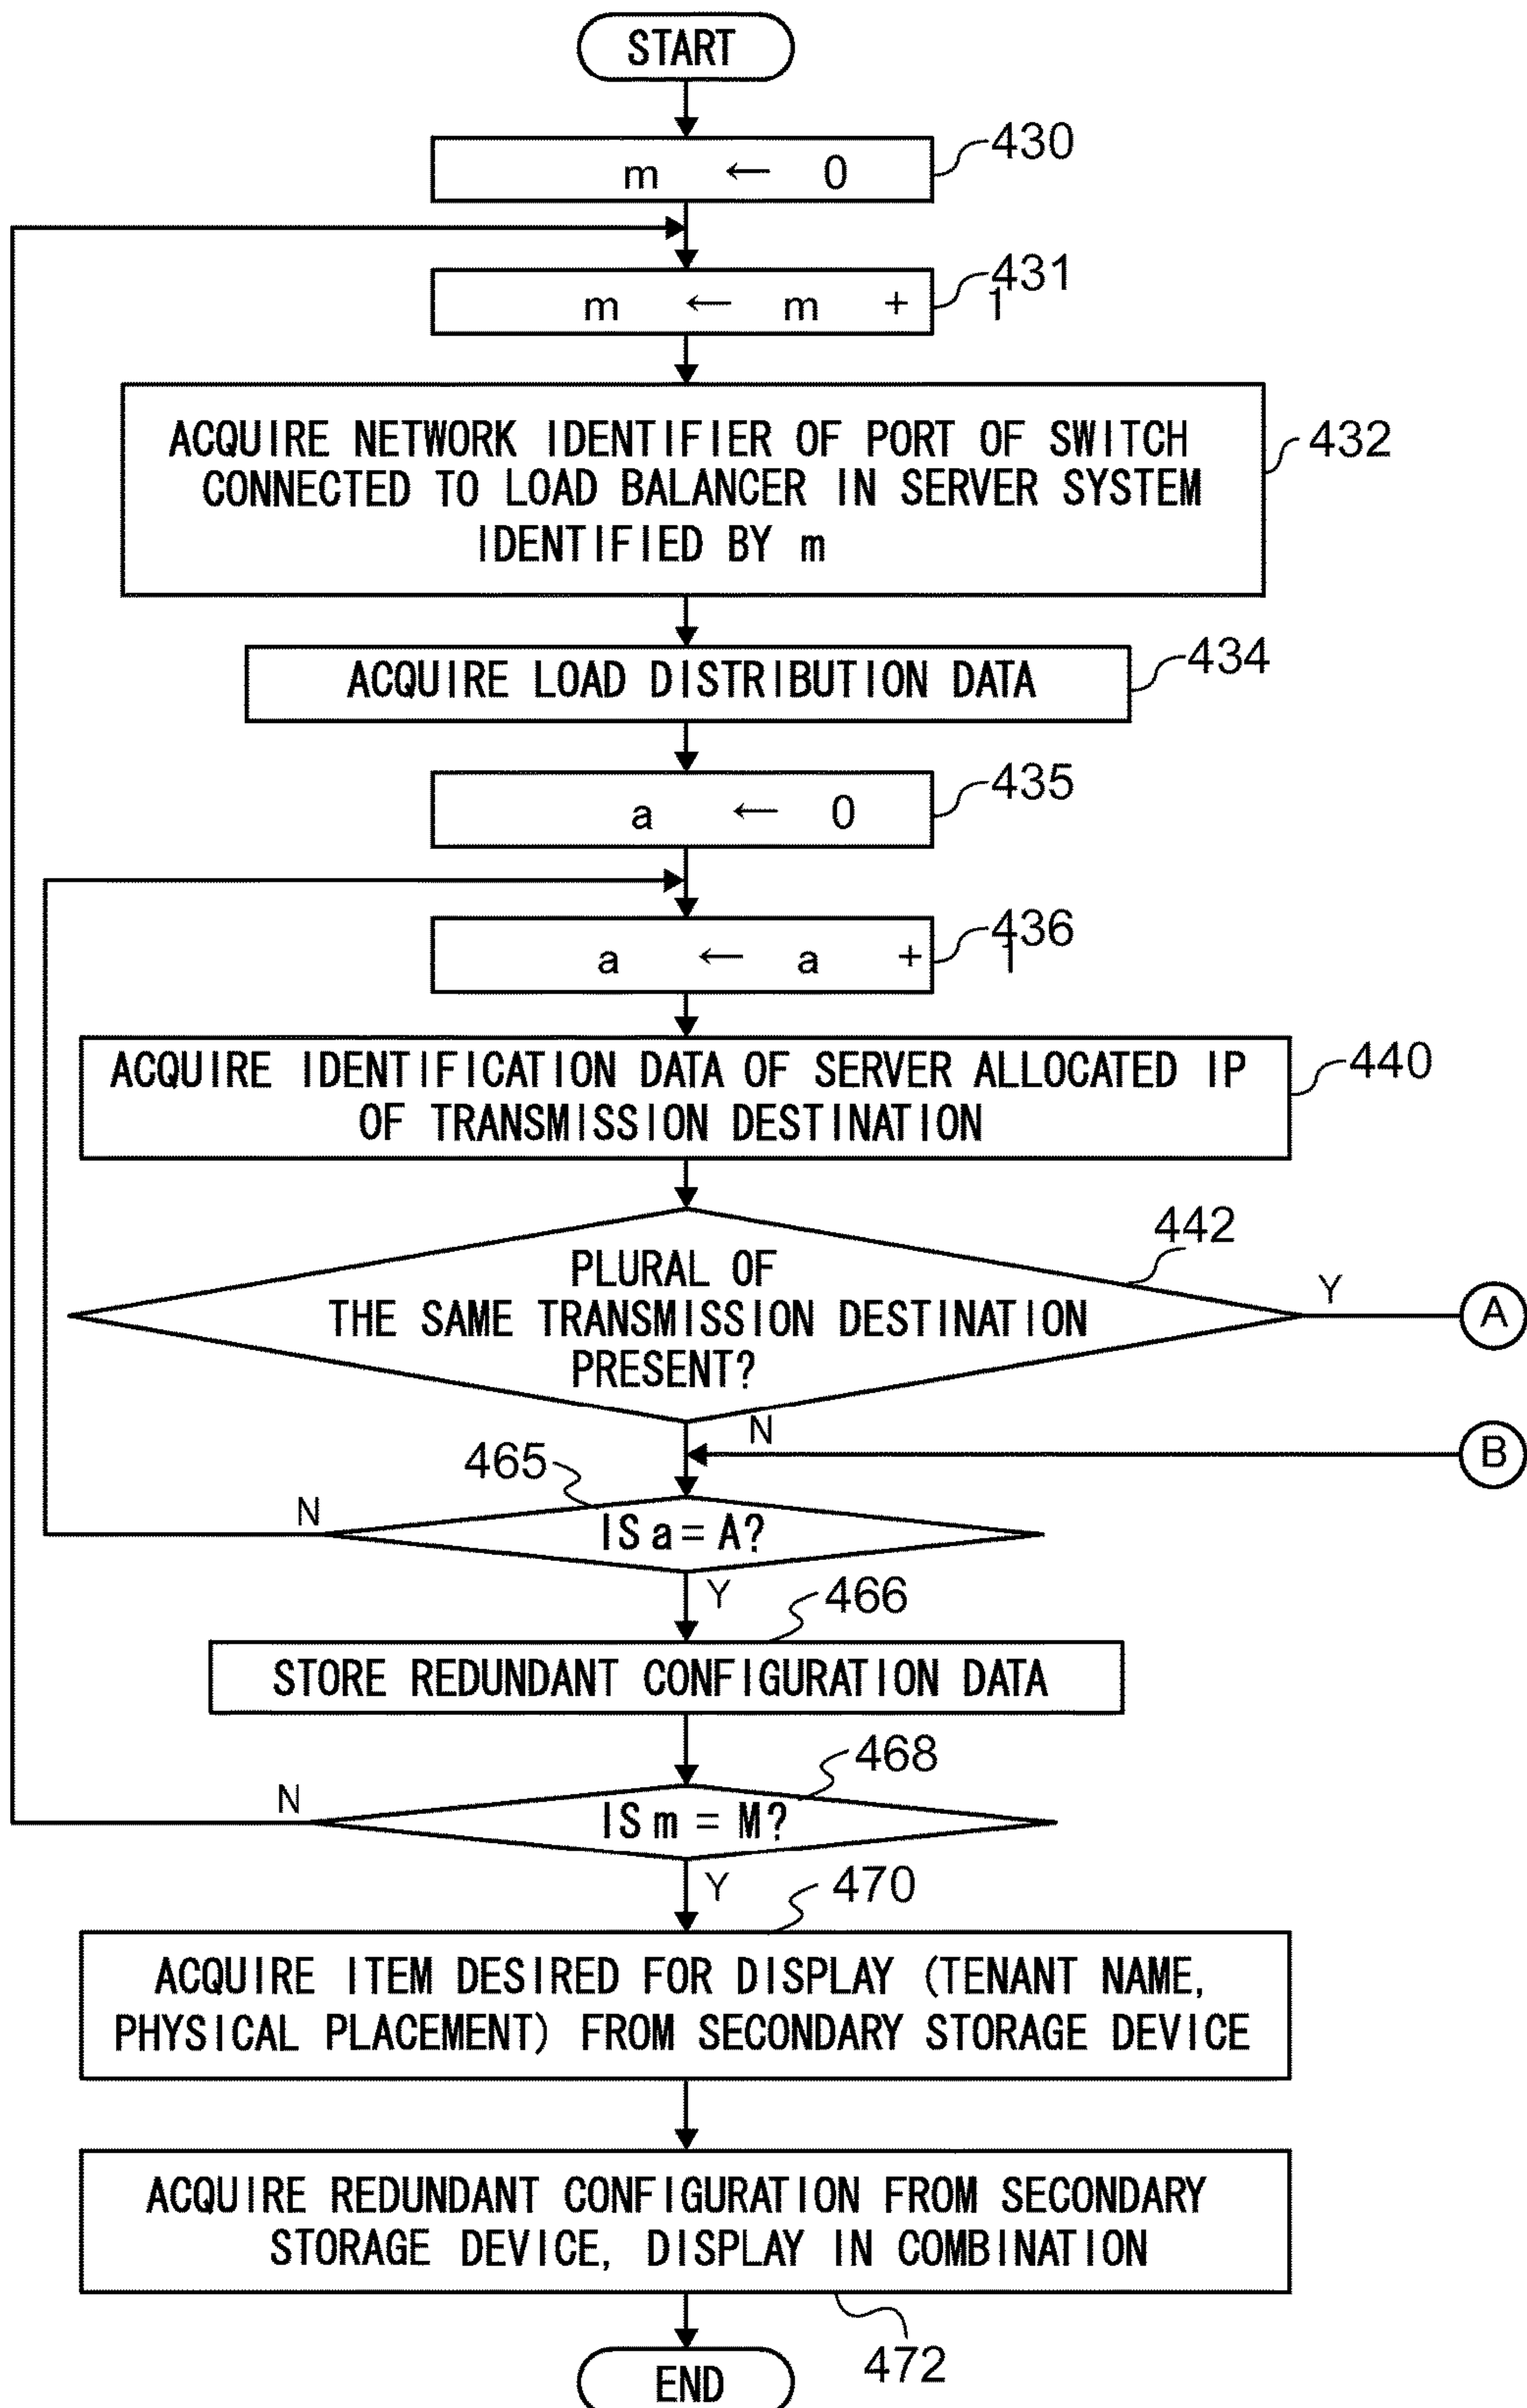 START
430
m ← 0
431
m ← m + 1
ACQUIRE NETWORK IDENTIFIER OF PORT OF SWITCH
CONNECTED TO LOAD BALANCER IN SERVER SYSTEM
IDENTIFIED BY m
432
ACQUIRE LOAD DISTRIBUTION DATA
434
435
a ← 0
436
a ← a + 1
ACQUIRE IDENTIFICATION DATA OF SERVER ALLOCATED IP
OF TRANSMISSION DESTINATION
440
442
PLURAL OF
THE SAME TRANSMISSION DESTINATION
PRESENT?
Y
A
N
B
465
N
IS a = A?
Y
466
STORE REDUNDANT CONFIGURATION DATA
468
N
IS m = M?
Y
470
ACQUIRE ITEM DESIRED FOR DISPLAY (TENANT NAME,
PHYSICAL PLACEMENT) FROM SECONDARY STORAGE DEVICE
ACQUIRE REDUNDANT CONFIGURATION FROM SECONDARY
STORAGE DEVICE, DISPLAY IN COMBINATION
472
END